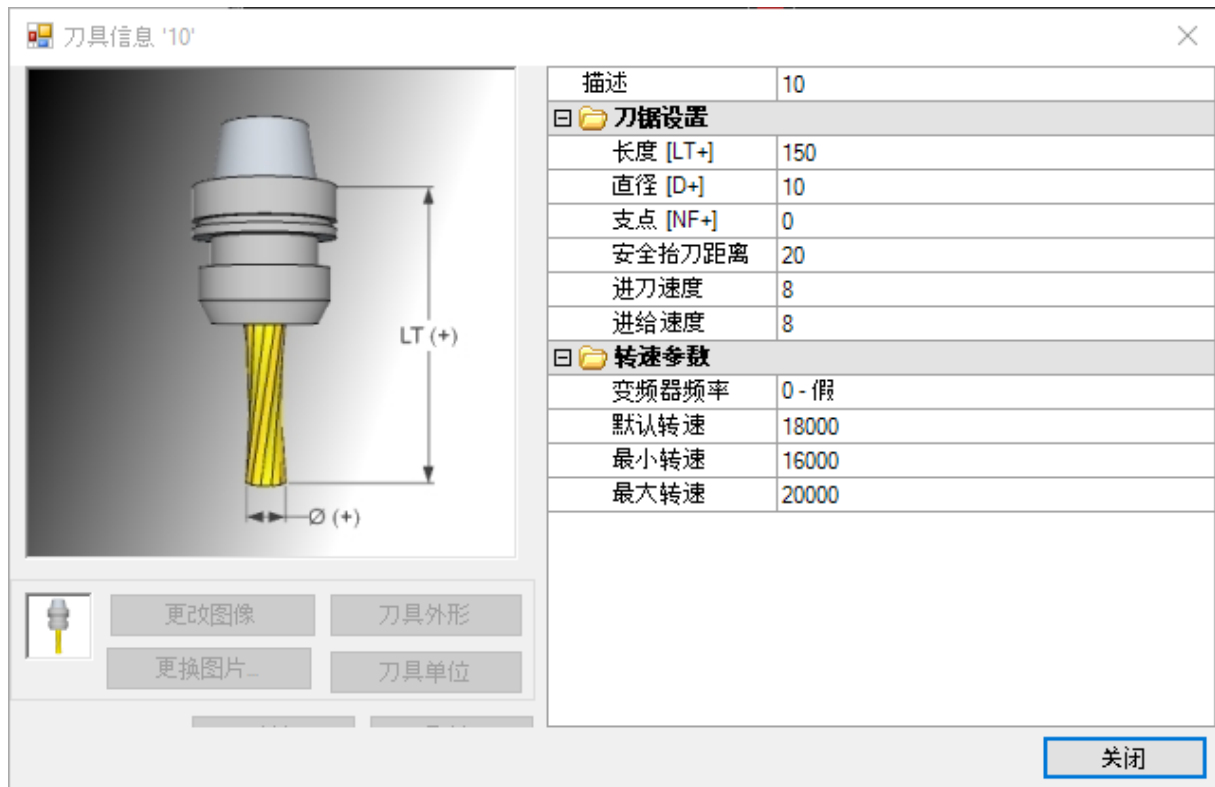 刀具信息 '10'
描述 10
刀锯设置
长度 [LT+] 150
直径 [D+] 10
支点 [NF+] 0
安全抬刀距离 20
进刀速度 8
进给速度 8
转速参数
变频器频率 0 - 假
默认转速 18000
最小转速 16000
最大转速 20000
LT (+)
Ø (+)
更改图像 刀具外形
更换图片... 刀具单位
关闭